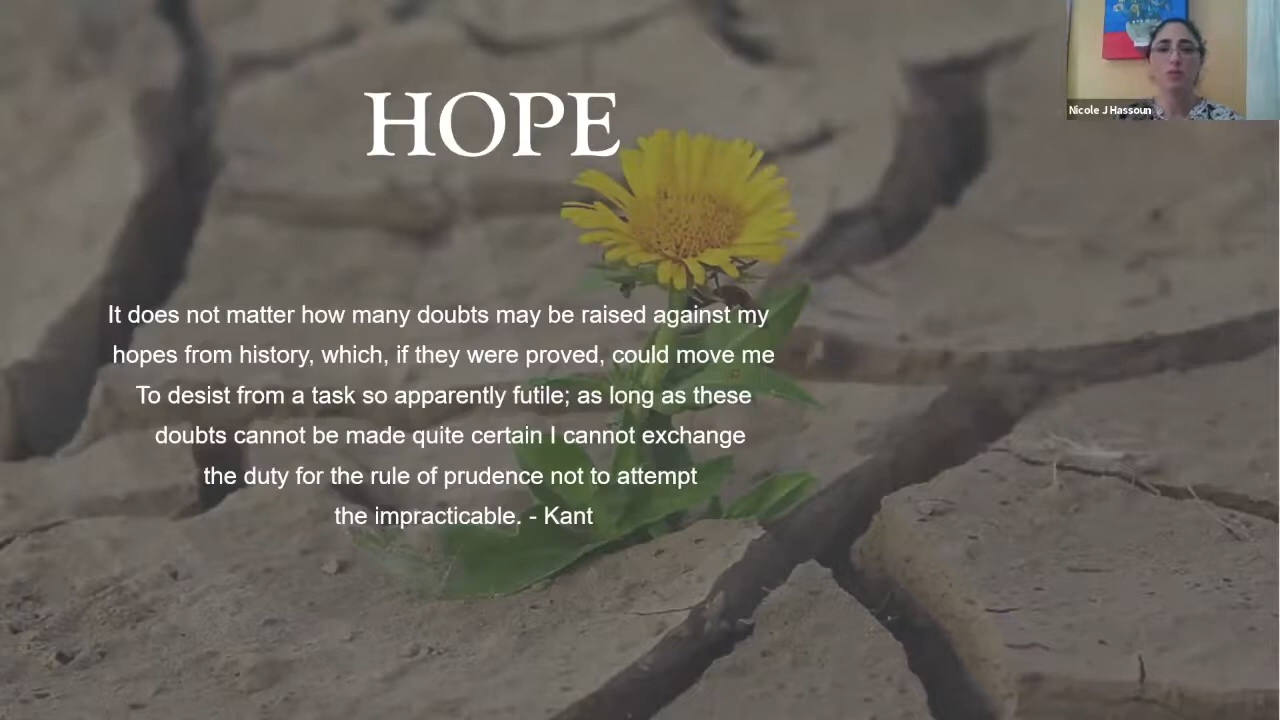 HOPE
Nicole J Hassoun
It does not matter how many doubts may be raised against my
hopes from history, which, if they were proved, could move me
To desist from a task so apparently futile; as long as these
doubts cannot be made quite certain I cannot exchange
the duty for the rule of prudence not to attempt
the impracticable. - Kant